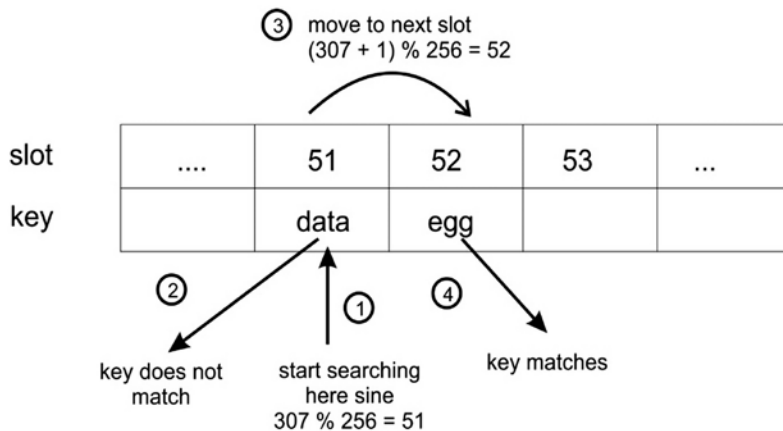 3 move to next slot
(307 + 1) % 256 = 52
slot .... 51 52 53 ...
key data egg
2
1
4
key does not
match
start searching
here sine
307 % 256 = 51
key matches